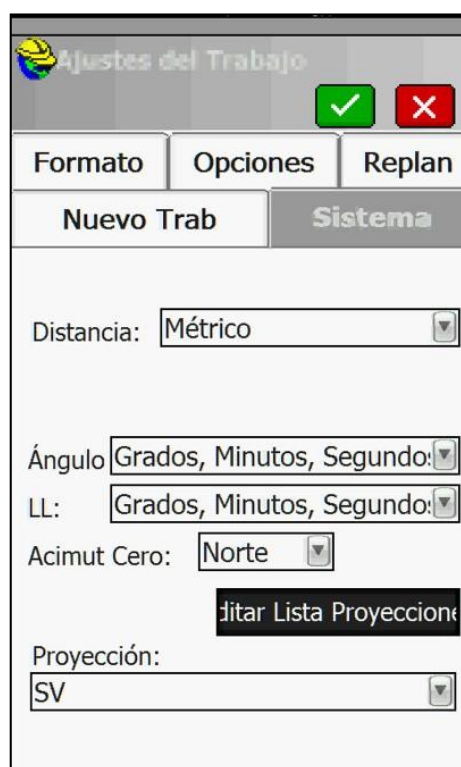 Ajustes del Trabajo
Formato Opciones Replan
Nuevo Trab Sistema
Distancia: Métrico
Ángulo Grados, Minutos, Segundos
LL: Grados, Minutos, Segundos
Acimut Cero: Norte
ditar Lista Proyeccione
Proyección:
SV